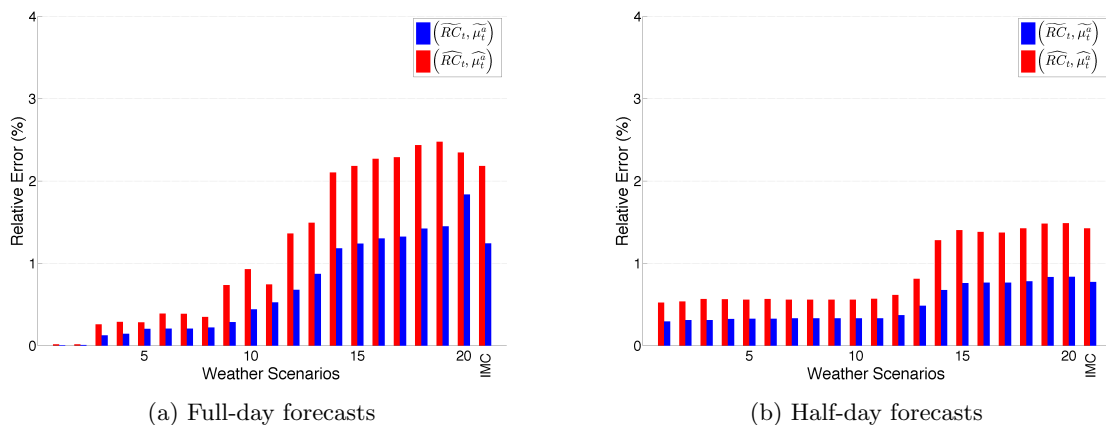 4
3
2
1
0
Relative Error (%)
5
10
15
20
IMC
Weather Scenarios
(R͠C_t, μ͠_t^a)
(R̂C_t, μ̂_t^a)
(a) Full-day forecasts
4
3
2
1
0
Relative Error (%)
5
10
15
20
IMC
Weather Scenarios
(R͠C_t, μ͠_t^a)
(R̂C_t, μ̂_t^a)
(b) Half-day forecasts